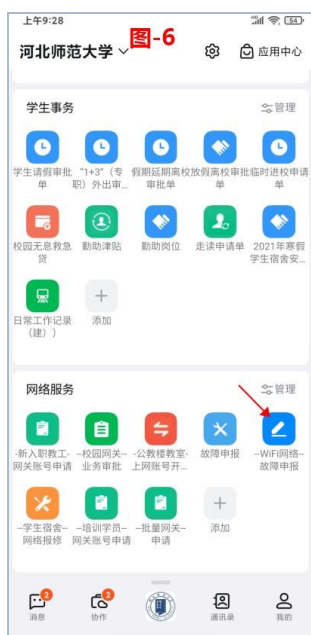 上午9:28
54
图-6
河北师范大学
应用中心
学生事务
管理
学生请假审批 "1+3"（专 假期延期离校 放假离校审批 临时进校申请
单 职）外出审... 审批单 单 单
校园无息救急 勤助津贴 勤助岗位 走读申请单 2021年寒假
贷 学生宿舍安...
日常工作记录 添加
（建））
网络服务
管理
-新入职教工- --校园网关-- -公教楼教室- 故障申报 --WiFi网络--
网关账号申请 业务审批 上网账号开... 故障申报
--学生宿舍-- --培训学员-- --批量网关-- 添加
网络报修 网关账号申请 申请
2 2
消息 协作 通讯录 我的